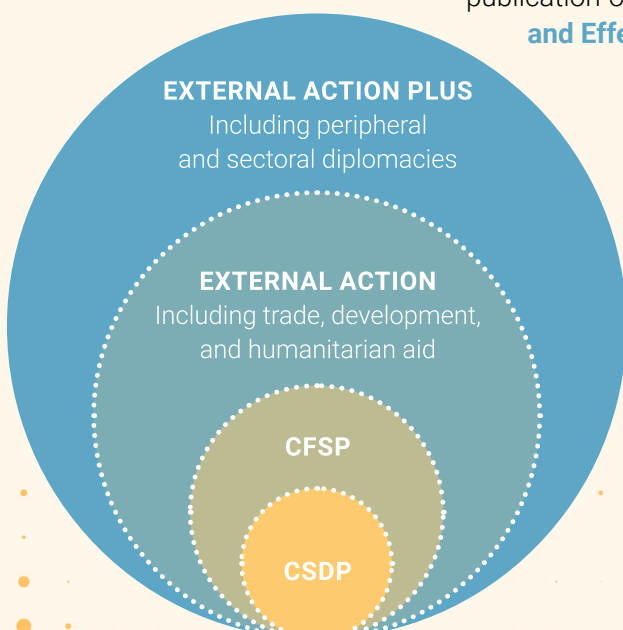 publication o
and Effe
EXTERNAL ACTION PLUS
Including peripheral
and sectoral diplomacies
EXTERNAL ACTION
Including trade, development,
and humanitarian aid
CFSP
CSDP